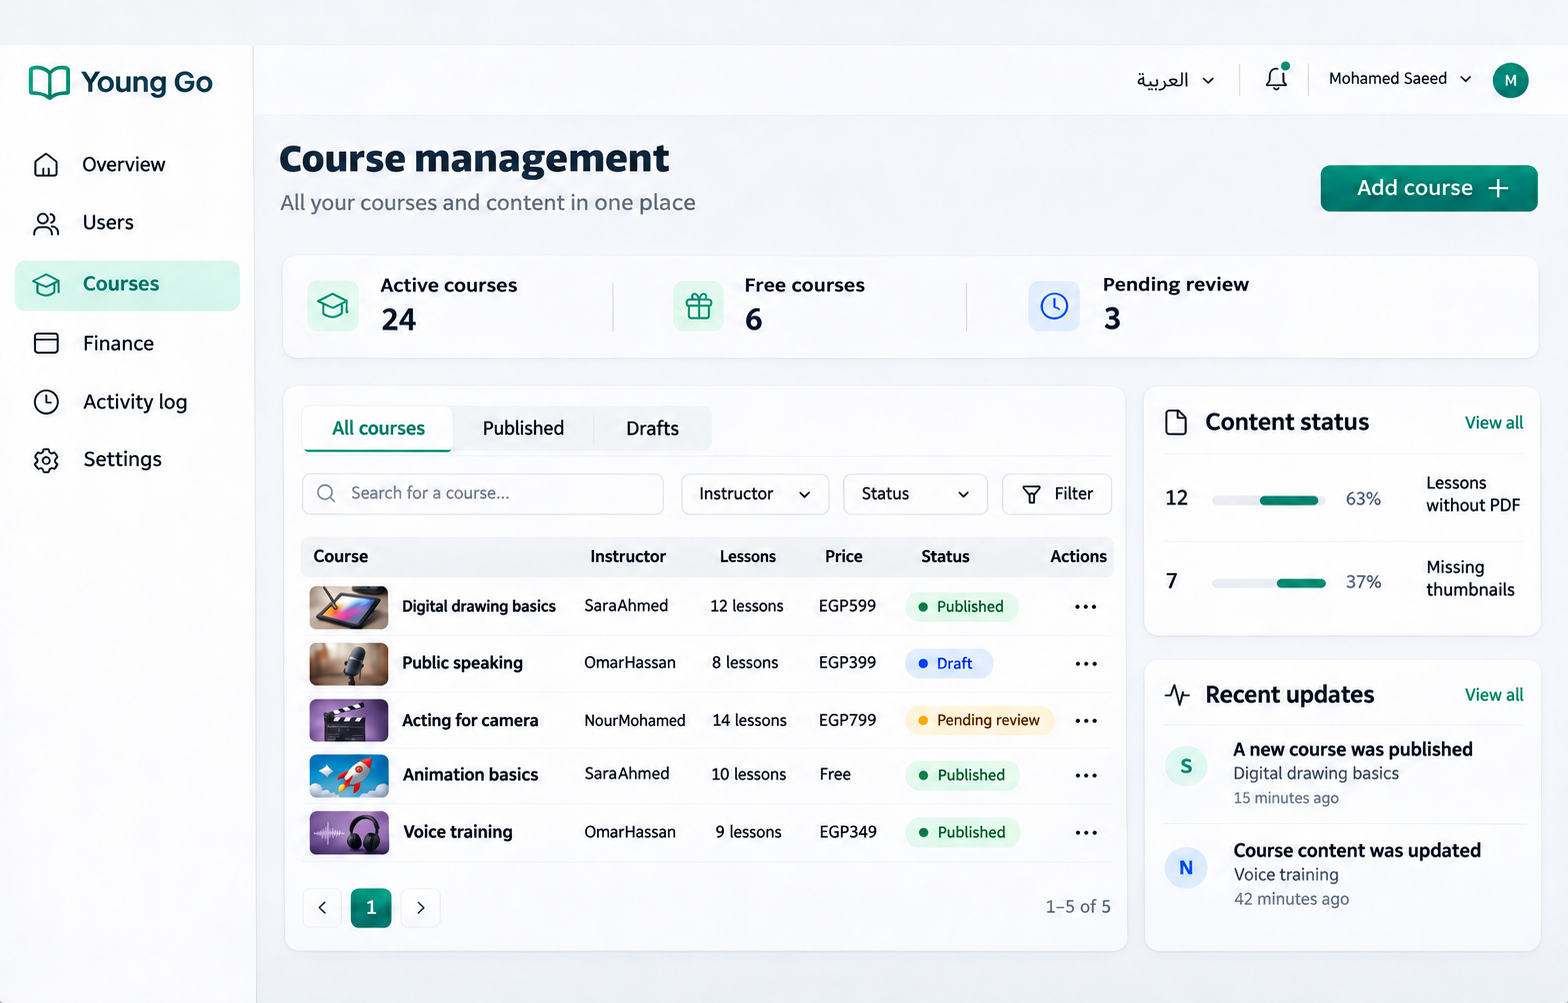 Young Go
العربية
Mohamed Saeed
M
Overview
Users
Courses
Finance
Activity log
Settings
Course management
All your courses and content in one place
Add course
Active courses
24
Free courses
6
Pending review
3
All courses
Published
Drafts
Search for a course...
Instructor
Status
Filter
Course Instructor Lessons Price Status Actions
Digital drawing basics SaraAhmed 12 lessons EGP599 Published
Public speaking OmarHassan 8 lessons EGP399 Draft
Acting for camera NourMohamed 14 lessons EGP799 Pending review
Animation basics SaraAhmed 10 lessons Free Published
Voice training OmarHassan 9 lessons EGP349 Published
1
1–5 of 5
Content status
View all
12 63% Lessons
without PDF
7 37% Missing
thumbnails
Recent updates
View all
S
A new course was published
Digital drawing basics
15 minutes ago
N
Course content was updated
Voice training
42 minutes ago